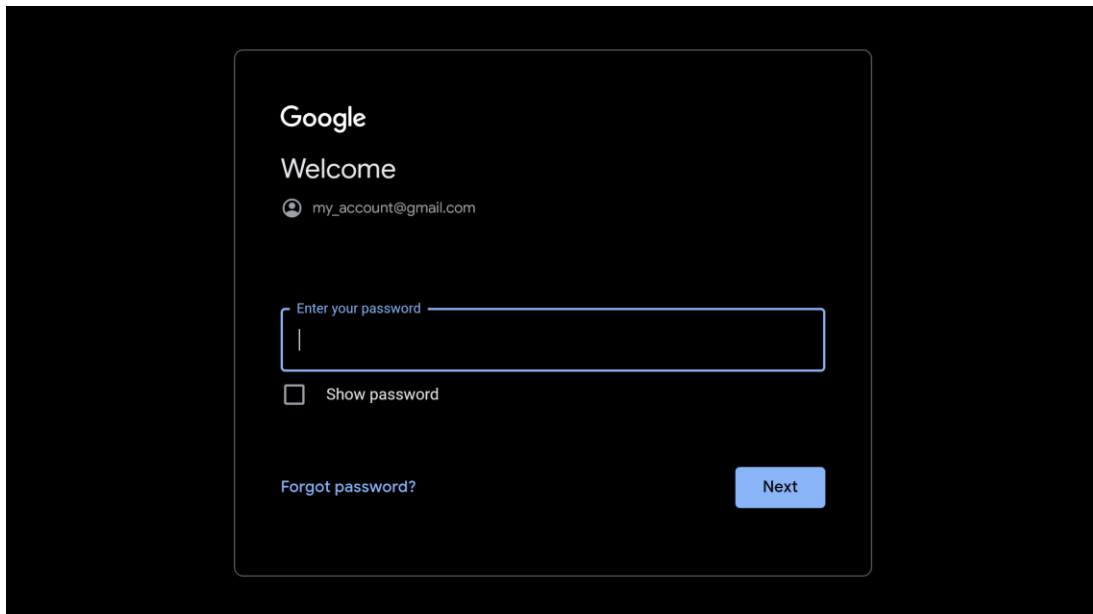 Google
Welcome
my_account@gmail.com
Enter your password
Show password
Forgot password?
Next